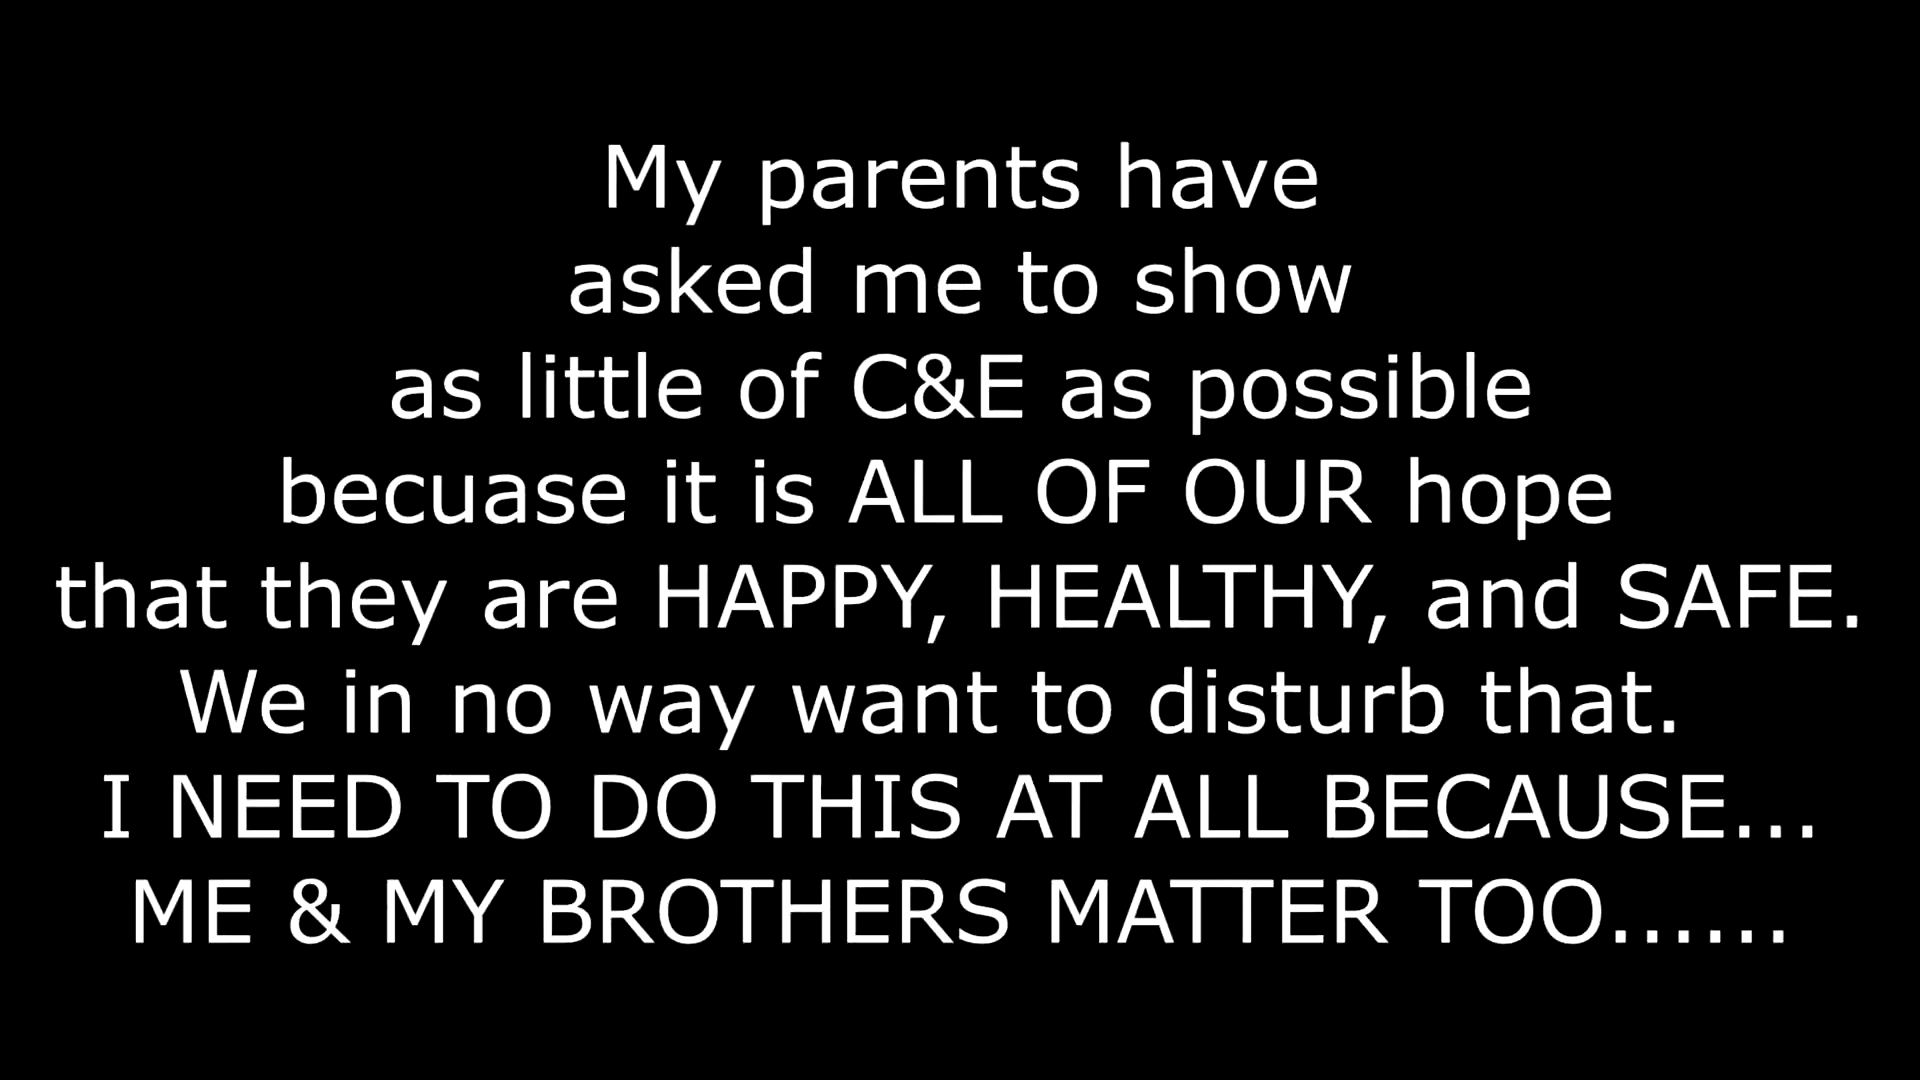 My parents have
asked me to show
as little of C&E as possible
becuase it is ALL OF OUR hope
that they are HAPPY, HEALTHY, and SAFE.
We in no way want to disturb that.
I NEED TO DO THIS AT ALL BECAUSE...
ME & MY BROTHERS MATTER TOO......